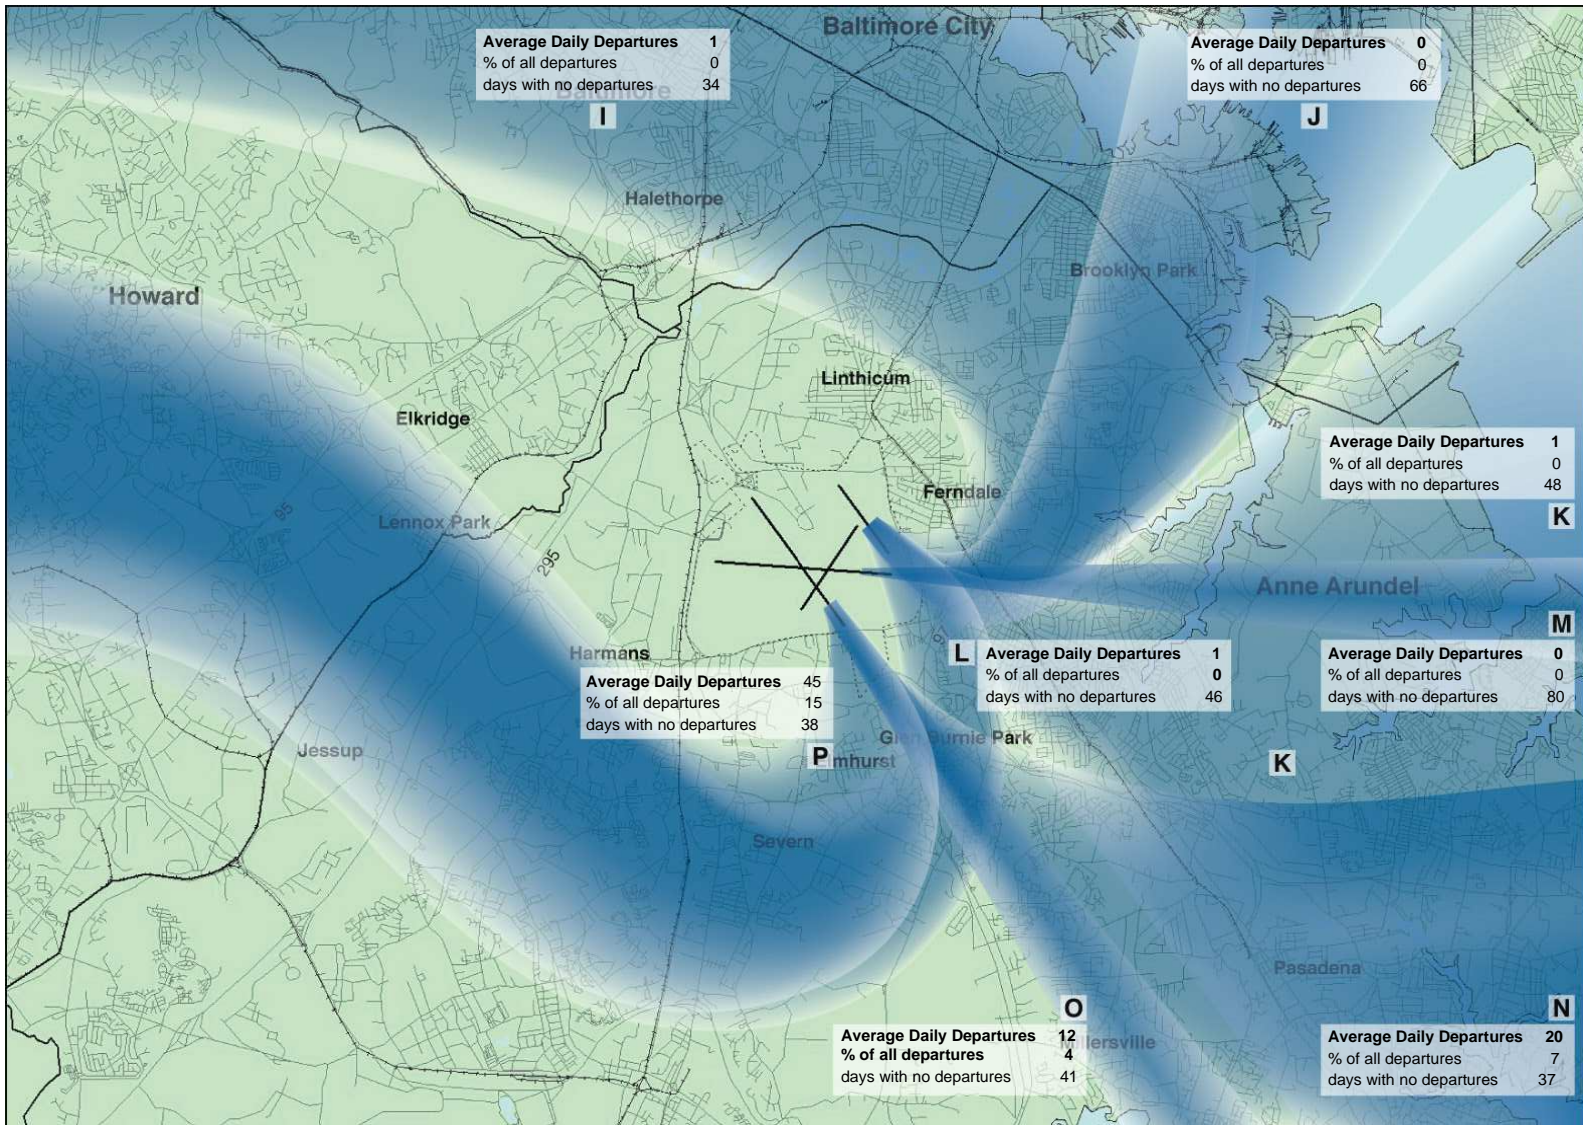 Baltimore City
Average Daily Departures 1
% of all departures 0
days with no departures 34
Baltimore
I
Average Daily Departures 0
% of all departures 0
days with no departures 66
J
Halethorpe
Brooklyn Park
Howard
Linthicum
Elkridge
Average Daily Departures 1
% of all departures 0
days with no departures 48
K
Ferndale
95
Lennox Park
295
Anne Arundel
M
97
Harmans
L
Average Daily Departures 1
% of all departures 0
days with no departures 46
Average Daily Departures 0
% of all departures 0
days with no departures 80
Average Daily Departures 45
% of all departures 15
days with no departures 38
Glen Burnie Park
Jessup
P
Elmhurst
K
Severn
Pasadena
O
N
Average Daily Departures 12
% of all departures 4
days with no departures 41
Millersville
Average Daily Departures 20
% of all departures 7
days with no departures 37